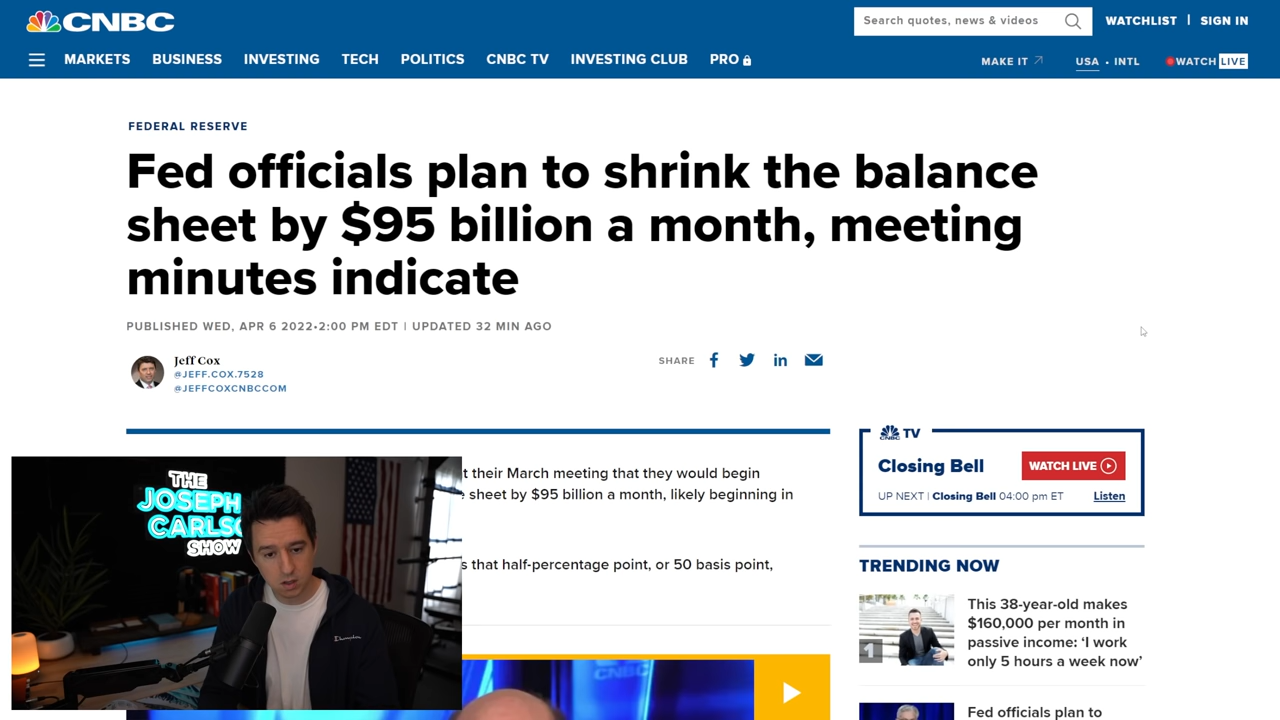 CNBC
Search quotes, news & videos
WATCHLIST | SIGN IN
MARKETS BUSINESS INVESTING TECH POLITICS CNBC TV INVESTING CLUB PRO
MAKE IT USA • INTL WATCH LIVE
FEDERAL RESERVE
Fed officials plan to shrink the balance
sheet by $95 billion a month, meeting
minutes indicate
PUBLISHED WED, APR 6 2022•2:00 PM EDT | UPDATED 32 MIN AGO
Jeff Cox
@JEFF.COX.7528
@JEFFCOXCNBCCOM
SHARE
t their March meeting that they would begin
sheet by $95 billion a month, likely beginning in
s that half-percentage point, or 50 basis point,
THE
JOSEPH
CARLSO
SHOW
Champion
CNBC
TV
Closing Bell
WATCH LIVE
UP NEXT | Closing Bell 04:00 pm ET
Listen
TRENDING NOW
1
This 38-year-old makes
$160,000 per month in
passive income: ‘I work
only 5 hours a week now’
Fed officials plan to